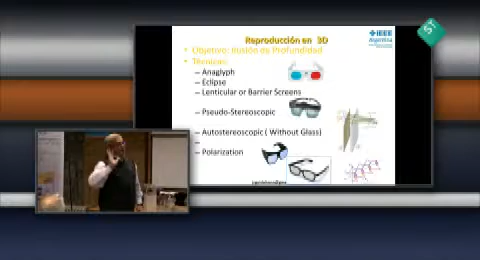 Reproducción en 3D
IEEE
Argentina
ST
• Objetivo: Ilusión de Profundidad
• Técnicas:
– Anaglyph
– Eclipse
– Lenticular or Barrier Screens
– Pseudo-Stereoscopic
– Autostereoscopic ( Without Glass)
–
– Polarization